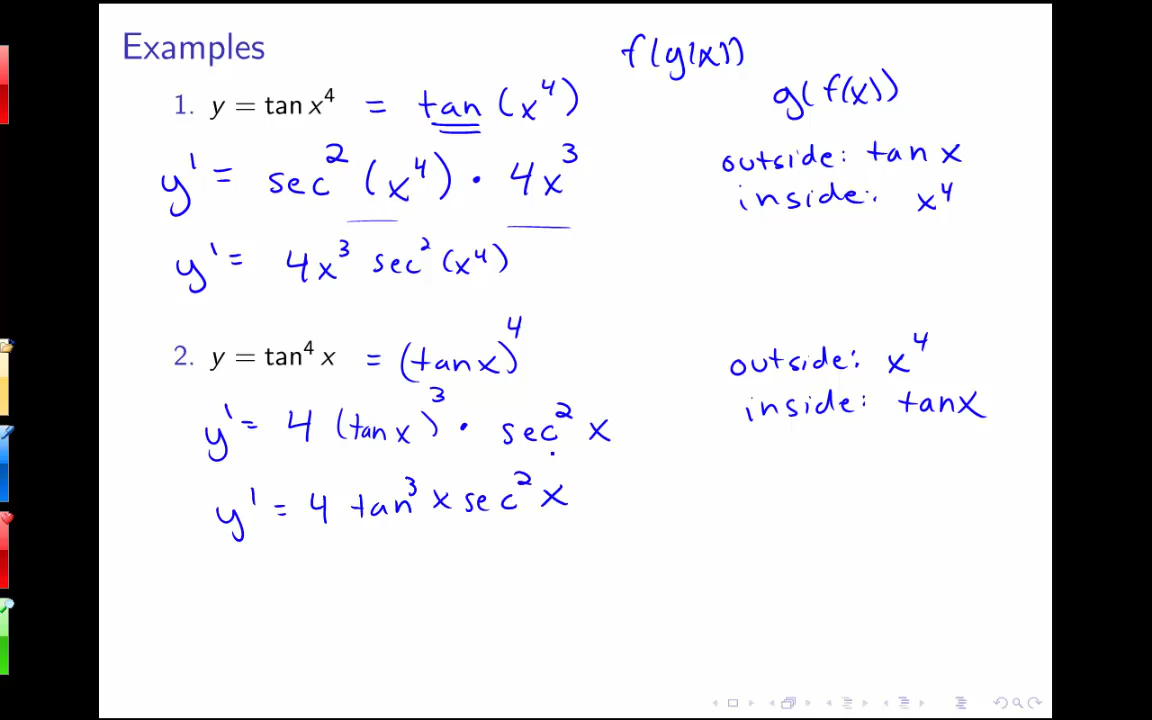 Examples
f(g(x))
g(f(x))
1. y = tan x⁴ = tan (x⁴)
outside: tan x
inside: x⁴
y' = sec² (x⁴) · 4x³
y' = 4x³ sec² (x⁴)
2. y = tan⁴ x = (tan x)⁴
outside: x⁴
inside: tan x
y' = 4 (tan x)³ · sec² x
y' = 4 tan³ x sec² x